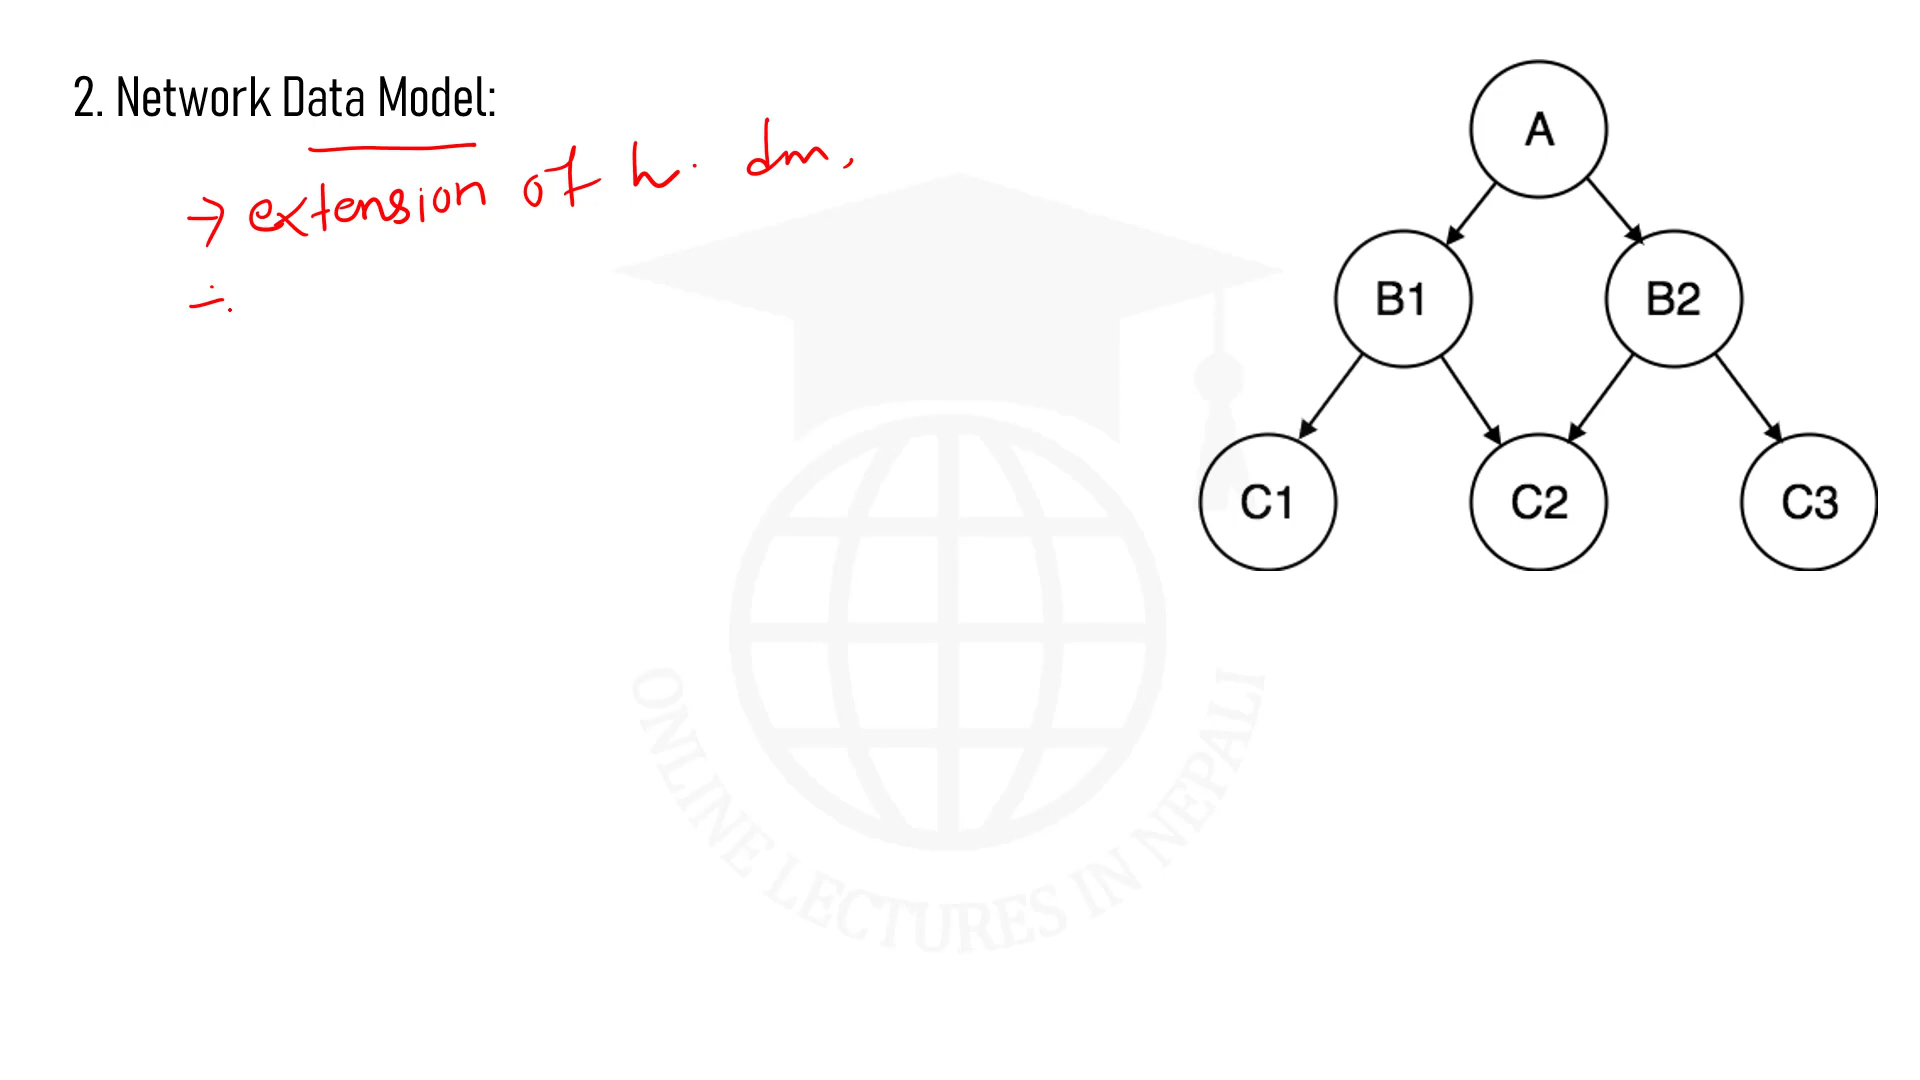 2. Network Data Model:
→ extension of h. dm,
A
B1 B2
C1 C2 C3
ONLINE LECTURES IN NEPALI